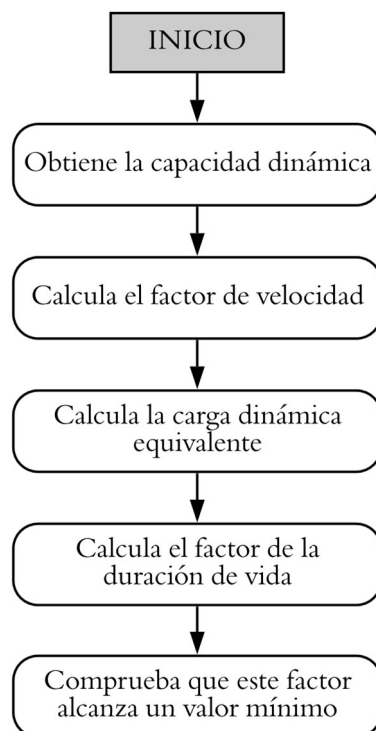 INICIO
Obtiene la capacidad dinámica
Calcula el factor de velocidad
Calcula la carga dinámica
equivalente
Calcula el factor de la
duración de vida
Comprueba que este factor
alcanza un valor mínimo